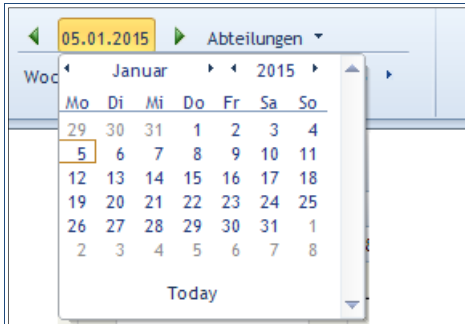 05.01.2015 Abteilungen
Januar 2015
Mo Di Mi Do Fr Sa So
29 30 31 1 2 3 4
5 6 7 8 9 10 11
12 13 14 15 16 17 18
19 20 21 22 23 24 25
26 27 28 29 30 31 1
2 3 4 5 6 7 8
Today